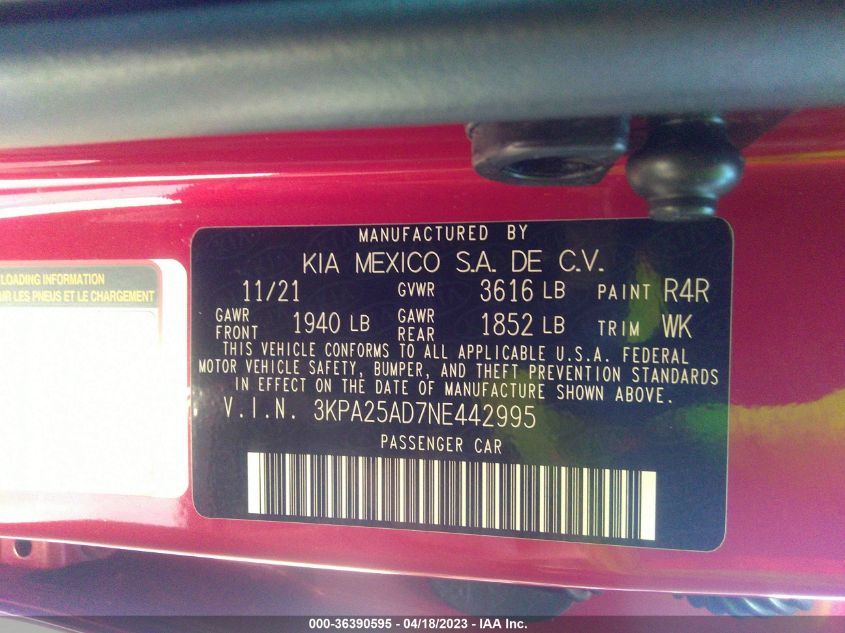 LOADING INFORMATION
UR LES PNEUS ET LE CHARGEMENT
MANUFACTURED BY
KIA MEXICO S.A. DE C.V.
11/21 GVWR 3616 LB PAINT R4R
GAWR FRONT 1940 LB GAWR REAR 1852 LB TRIM WK
THIS VEHICLE CONFORMS TO ALL APPLICABLE U.S.A. FEDERAL
MOTOR VEHICLE SAFETY, BUMPER, AND THEFT PREVENTION STANDARDS
IN EFFECT ON THE DATE OF MANUFACTURE SHOWN ABOVE.
V.I.N. 3KPA25AD7NE442995
PASSENGER CAR
000-36390595 - 04/18/2023 - IAA Inc.